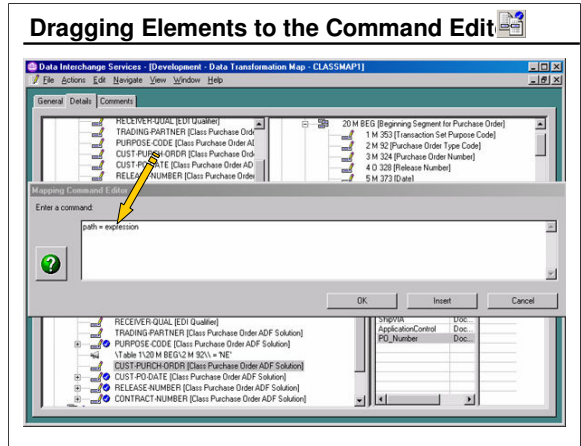 Dragging Elements to the Command Edit
Data Interchange Services - [Development - Data Transformation Map - CLASSMAP1]
File Actions Edit Navigate View Window Help
General Details Comments
RECEIVER-QUAL [EDI Qualifier]
TRADING-PARTNER [Class Purchase Orde
PURPOSE-CODE [Class Purchase Order AD
CUST-PURCH-ORDR [Class Purchase Orde
CUST-PO-DATE [Class Purchase Order AD
RELEASE-NUMBER [Class Purchase Order
20 M BEG [Beginning Segment for Purchase Order]
1 M 353 [Transaction Set Purpose Code]
2 M 92 [Purchase Order Type Code]
3 M 324 [Purchase Order Number]
4 O 328 [Release Number]
5 M 373 [Date]
Mapping Command Editor
Enter a command:
path = expression
OK Insert Cancel
RECEIVER-QUAL [EDI Qualifier]
TRADING-PARTNER [Class Purchase Order ADF Solution]
PURPOSE-CODE [Class Purchase Order ADF Solution]
\Table 1\20 M BEG\2 M 92\\ = 'NE'
CUST-PURCH-ORDR [Class Purchase Order ADF Solution]
CUST-PO-DATE [Class Purchase Order ADF Solution]
RELEASE-NUMBER [Class Purchase Order ADF Solution]
CONTRACT-NUMBER [Class Purchase Order ADF Solution]
ShipVIA Doc...
ApplicationControl Doc...
PO_Number Doc...